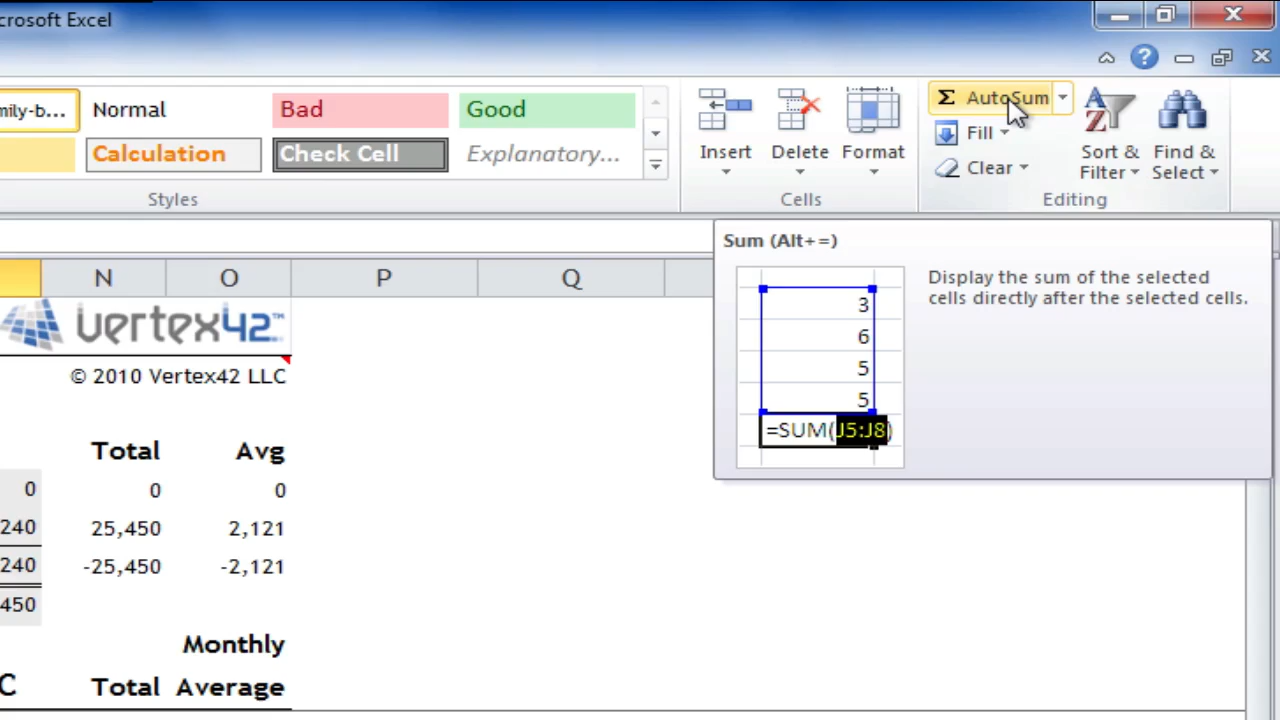 crosoft Excel
mily-b... Normal Bad Good
Calculation Check Cell Explanatory...
Styles
Insert Delete Format
Cells
Σ AutoSum
Fill
Clear
Sort & Filter
Find & Select
Editing
Sum (Alt+=)
Display the sum of the selected
cells directly after the selected cells.
3
6
5
5
=SUM(J5:J8)
N O P Q
vertex42™
© 2010 Vertex42 LLC
Total Avg
0 0 0
240 25,450 2,121
240 -25,450 -2,121
450
Monthly
C Total Average